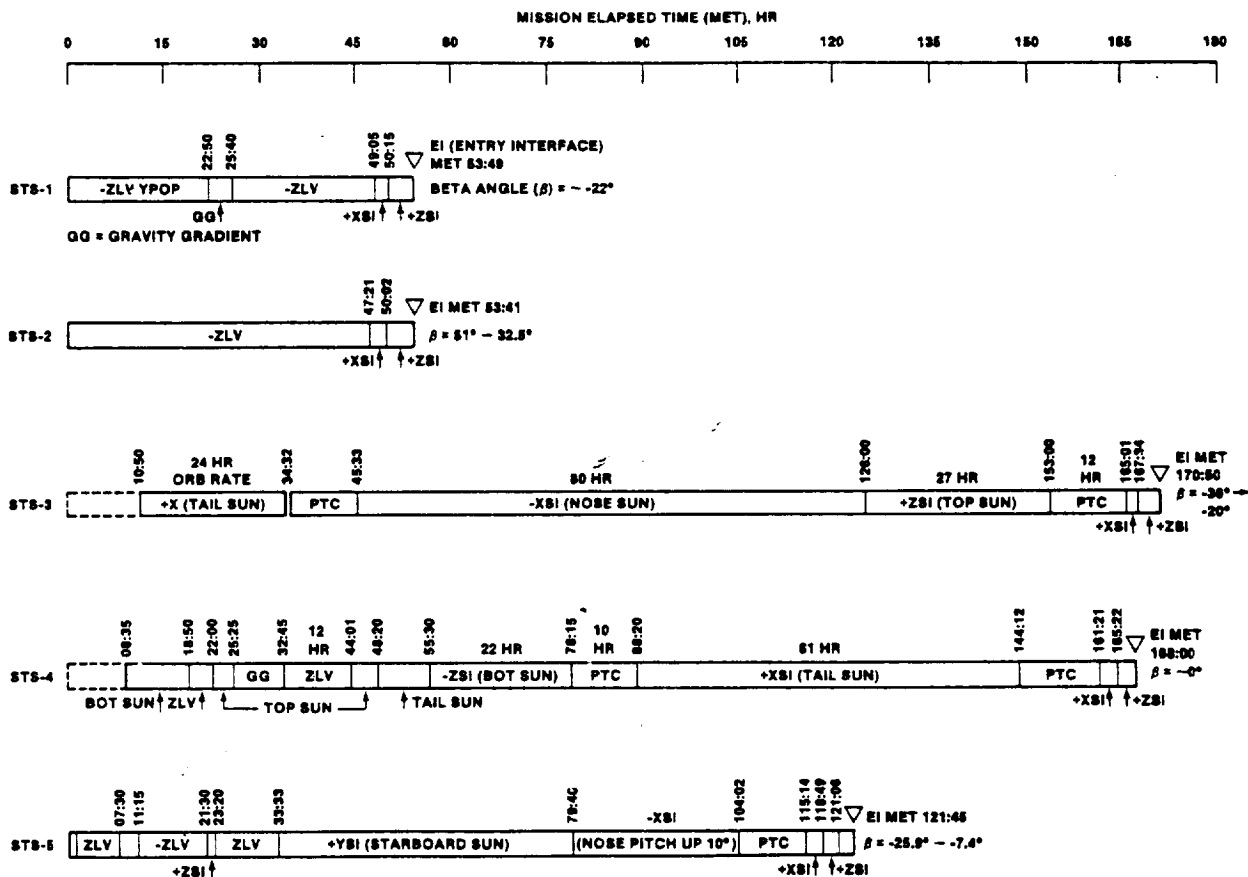 MISSION ELAPSED TIME (MET), HR
0 15 30 45 60 75 90 105 120 135 150 165 180
22:50 25:40 49:05 50:15
EI (ENTRY INTERFACE)
MET 53:49
STS-1 -ZLV YPOP -ZLV BETA ANGLE (β) = ~ -22°
GG +XSI +ZSI
GG = GRAVITY GRADIENT
47:21 50:02
EI MET 53:41
STS-2 -ZLV β = 51° – 32.5°
+XSI +ZSI
10:50 24 HR ORB RATE 34:32 45:33 80 HR 126:00 27 HR 153:00 12 HR 165:01 167:34
EI MET
170:50
STS-3 +X (TAIL SUN) PTC -XSI (NOSE SUN) +ZSI (TOP SUN) PTC β = -36° →
-20°
+XSI +ZSI
08:35 18:50 22:00 25:25 32:45 12 HR 44:01 48:20 55:30 22 HR 78:15 10 HR 88:20 61 HR 144:12 161:21 165:22
EI MET
168:00
STS-4 GG ZLV -ZSI (BOT SUN) PTC +XSI (TAIL SUN) PTC β = ~0°
BOT SUN ZLV TOP SUN TAIL SUN +XSI +ZSI
07:30 11:15 21:30 23:20 33:33 79:40 -XSI 104:02 115:14 118:49 121:08
EI MET 121:45
STS-5 ZLV -ZLV ZLV +YSI (STARBOARD SUN) (NOSE PITCH UP 10°) PTC β = -25.9° – -7.4°
+ZSI +XSI +ZSI